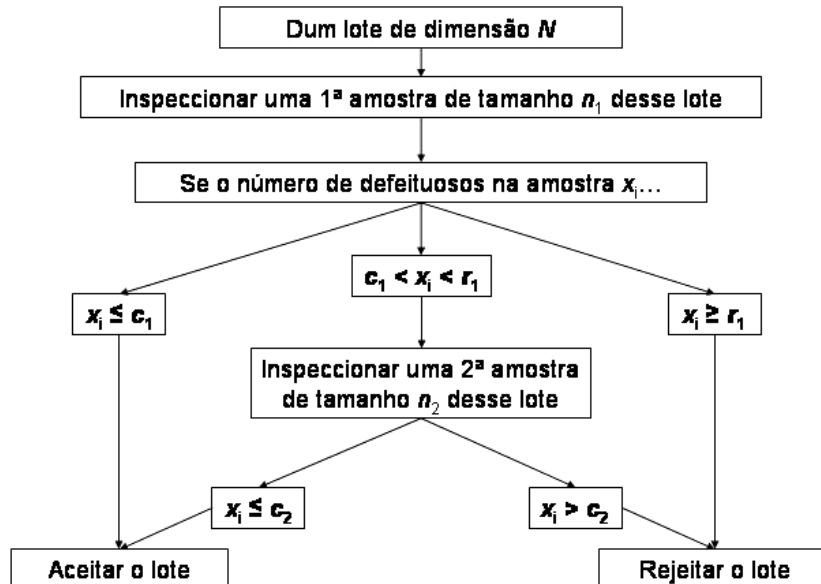 Dum lote de dimensão N
Inspeccionar uma 1ª amostra de tamanho n₁ desse lote
Se o número de defeituosos na amostra xᵢ...
c₁ < xᵢ < r₁
xᵢ ≤ c₁
xᵢ ≥ r₁
Inspeccionar uma 2ª amostra
de tamanho n₂ desse lote
xᵢ ≤ c₂
xᵢ > c₂
Aceitar o lote
Rejeitar o lote